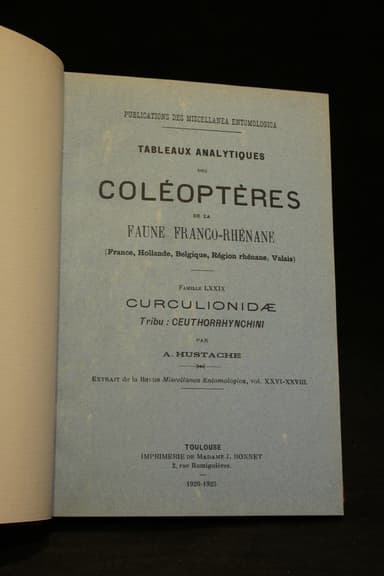 PUBLICATIONS DES MISCELLANEA ENTOMOLOGICA
TABLEAUX ANALYTIQUES
DES
COLÉOPTÈRES
DE LA
FAUNE FRANCO-RHÉNANE
(France, Hollande, Belgique, Région rhénane, Valais)
FAMILLE LXXIX
CURCULIONIDÆ
Tribu : CEUTHORRHYNCHINI
PAR
A. HUSTACHE
EXTRAIT de la REVUE Miscellanea Entomologica, vol. XXVI-XXVIII.
TOULOUSE
IMPRIMERIE DE MADAME J. BONNET
2, rue Romiguières.
1920-1925